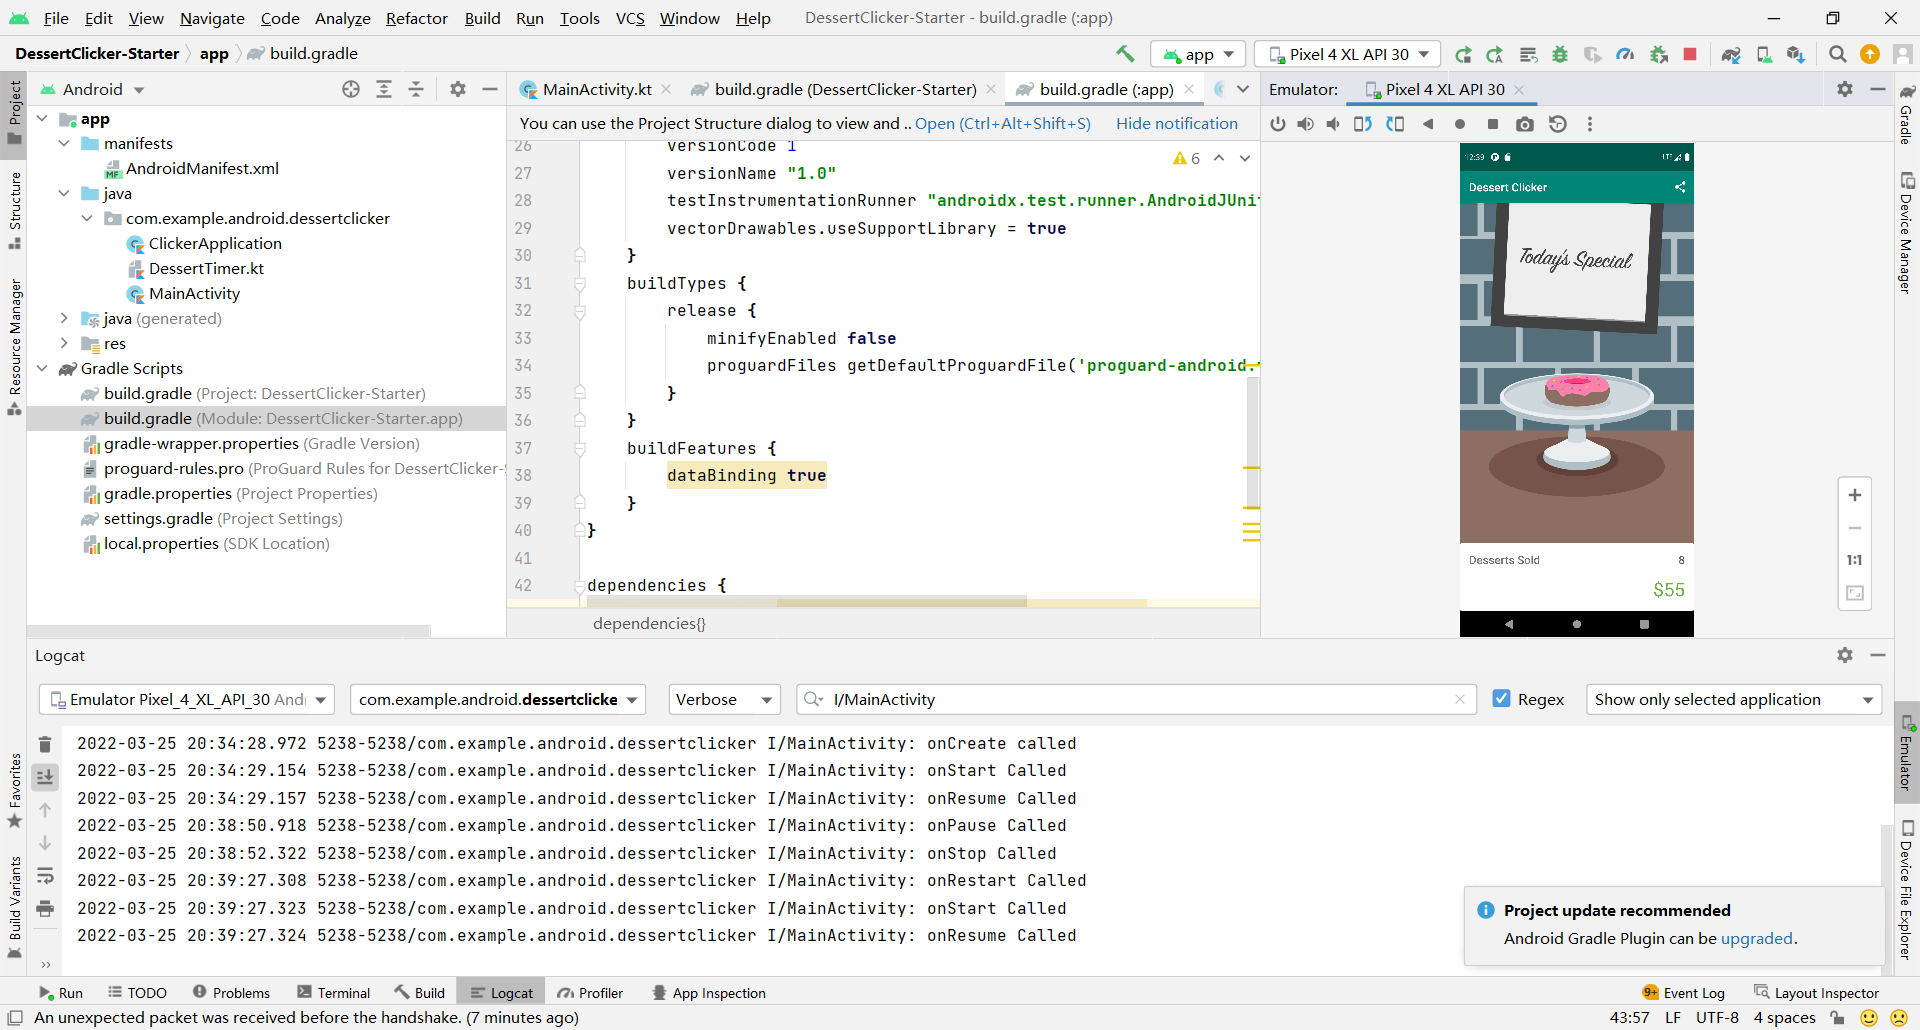 File Edit View Navigate Code Analyze Refactor Build Run Tools VCS Window Help DessertClicker-Starter - build.gradle (:app)
DessertClicker-Starter app build.gradle app Pixel 4 XL API 30
Android
MainActivity.kt build.gradle (DessertClicker-Starter) build.gradle (:app)
Emulator: Pixel 4 XL API 30
You can use the Project Structure dialog to view and .. Open (Ctrl+Alt+Shift+S) Hide notification
Project
Structure
Resource Manager
Favorites
Build Variants
app
manifests
AndroidManifest.xml
java
com.example.android.dessertclicker
ClickerApplication
DessertTimer.kt
MainActivity
java (generated)
res
Gradle Scripts
build.gradle (Project: DessertClicker-Starter)
build.gradle (Module: DessertClicker-Starter.app)
gradle-wrapper.properties (Gradle Version)
proguard-rules.pro (ProGuard Rules for DessertClicker-
gradle.properties (Project Properties)
settings.gradle (Project Settings)
local.properties (SDK Location)
26 versionCode 1
6
27 versionName "1.0"
28 testInstrumentationRunner "androidx.test.runner.AndroidJUni
29 vectorDrawables.useSupportLibrary = true
30 }
31 buildTypes {
32 release {
33 minifyEnabled false
34 proguardFiles getDefaultProguardFile('proguard-android.
35 }
36 }
37 buildFeatures {
38 dataBinding true
39 }
40 }
41
42 dependencies {
dependencies{}
12:39 LTE
Dessert Clicker
Today's Special
Desserts Sold 8
$55
1:1
Gradle
Device Manager
Emulator
Device File Explorer
Logcat
Emulator Pixel_4_XL_API_30 And com.example.android.dessertclicke Verbose I/MainActivity Regex Show only selected application
2022-03-25 20:34:28.972 5238-5238/com.example.android.dessertclicker I/MainActivity: onCreate called
2022-03-25 20:34:29.154 5238-5238/com.example.android.dessertclicker I/MainActivity: onStart Called
2022-03-25 20:34:29.157 5238-5238/com.example.android.dessertclicker I/MainActivity: onResume Called
2022-03-25 20:38:50.918 5238-5238/com.example.android.dessertclicker I/MainActivity: onPause Called
2022-03-25 20:38:52.322 5238-5238/com.example.android.dessertclicker I/MainActivity: onStop Called
2022-03-25 20:39:27.308 5238-5238/com.example.android.dessertclicker I/MainActivity: onRestart Called
2022-03-25 20:39:27.323 5238-5238/com.example.android.dessertclicker I/MainActivity: onStart Called
2022-03-25 20:39:27.324 5238-5238/com.example.android.dessertclicker I/MainActivity: onResume Called
Project update recommended
Android Gradle Plugin can be upgraded.
Run TODO Problems Terminal Build Logcat Profiler App Inspection 9+ Event Log Layout Inspector
An unexpected packet was received before the handshake. (7 minutes ago) 43:57 LF UTF-8 4 spaces